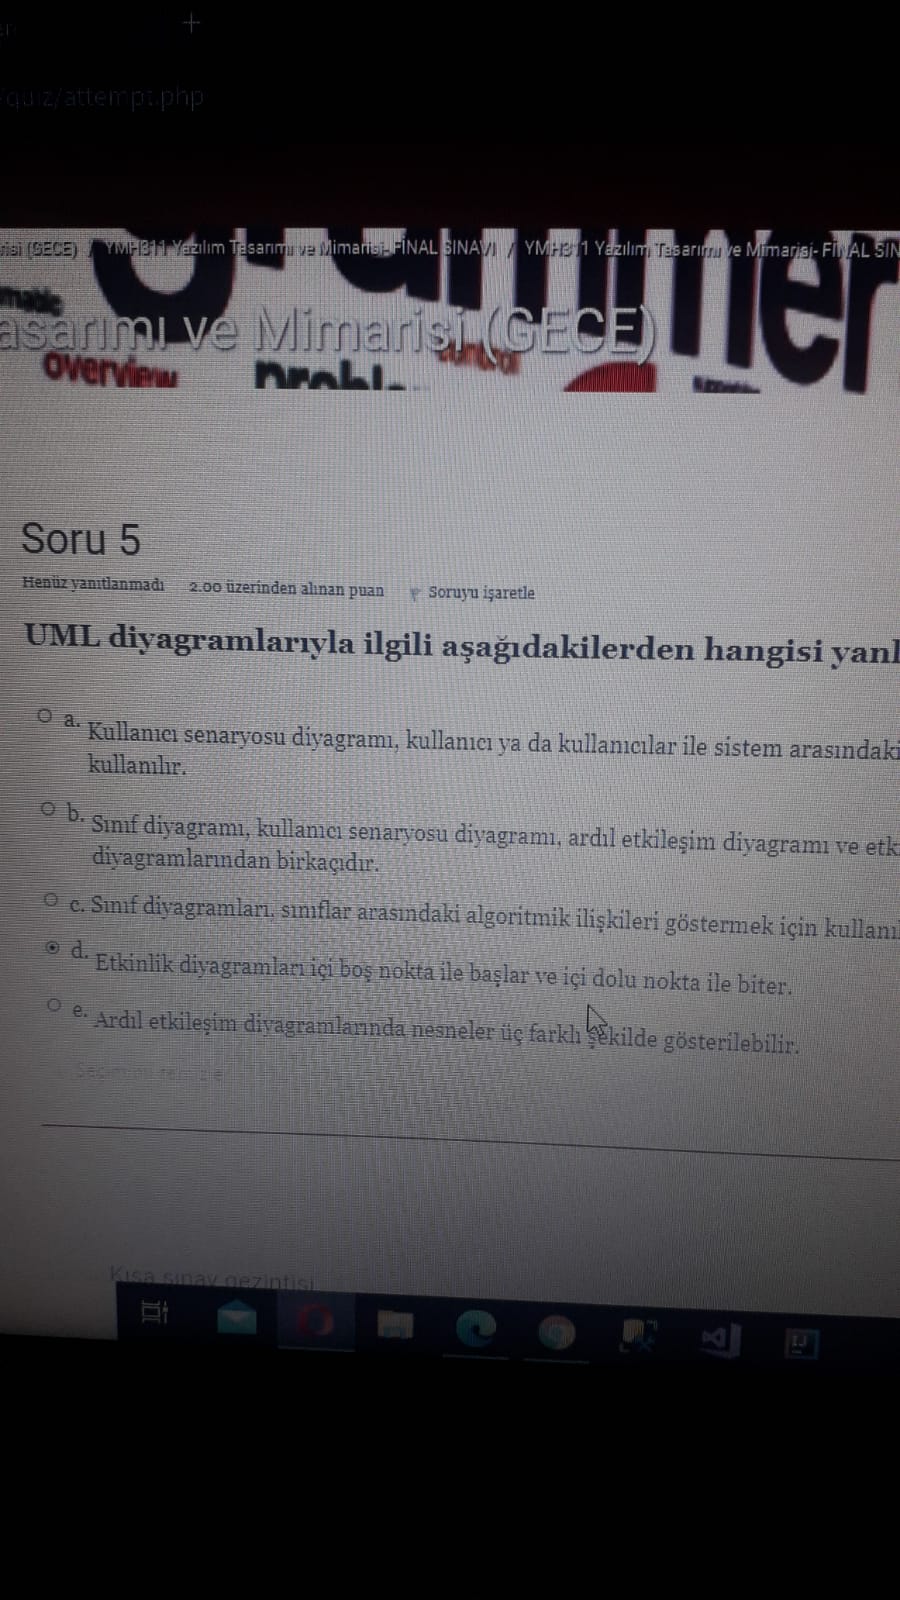 /quiz/attempt.php
risi (GECE) / YMH311 Yazılım Tasarımı ve Mimarisi- FİNAL SINAVI / YMH311 Yazılım Tasarımı ve Mimarisi- FİNAL SIN
asarımı ve Mimarisi (GECE)
overview
Soru 5
Henüz yanıtlanmadı 2.00 üzerinden alınan puan Soruyu işaretle
UML diyagramlarıyla ilgili aşağıdakilerden hangisi yanl
a. Kullanıcı senaryosu diyagramı, kullanıcı ya da kullanıcılar ile sistem arasındaki
kullanılır.
b. Sınıf diyagramı, kullanıcı senaryosu diyagramı, ardıl etkileşim diyagramı ve etk
diyagramlarından birkaçıdır.
c. Sınıf diyagramları, sınıflar arasındaki algoritmik ilişkileri göstermek için kullanıl
d. Etkinlik diyagramları içi boş nokta ile başlar ve içi dolu nokta ile biter.
e. Ardıl etkileşim diyagramlarında nesneler üç farklı şekilde gösterilebilir.
Seçimimi temizle
Kısa sınav gezintisi